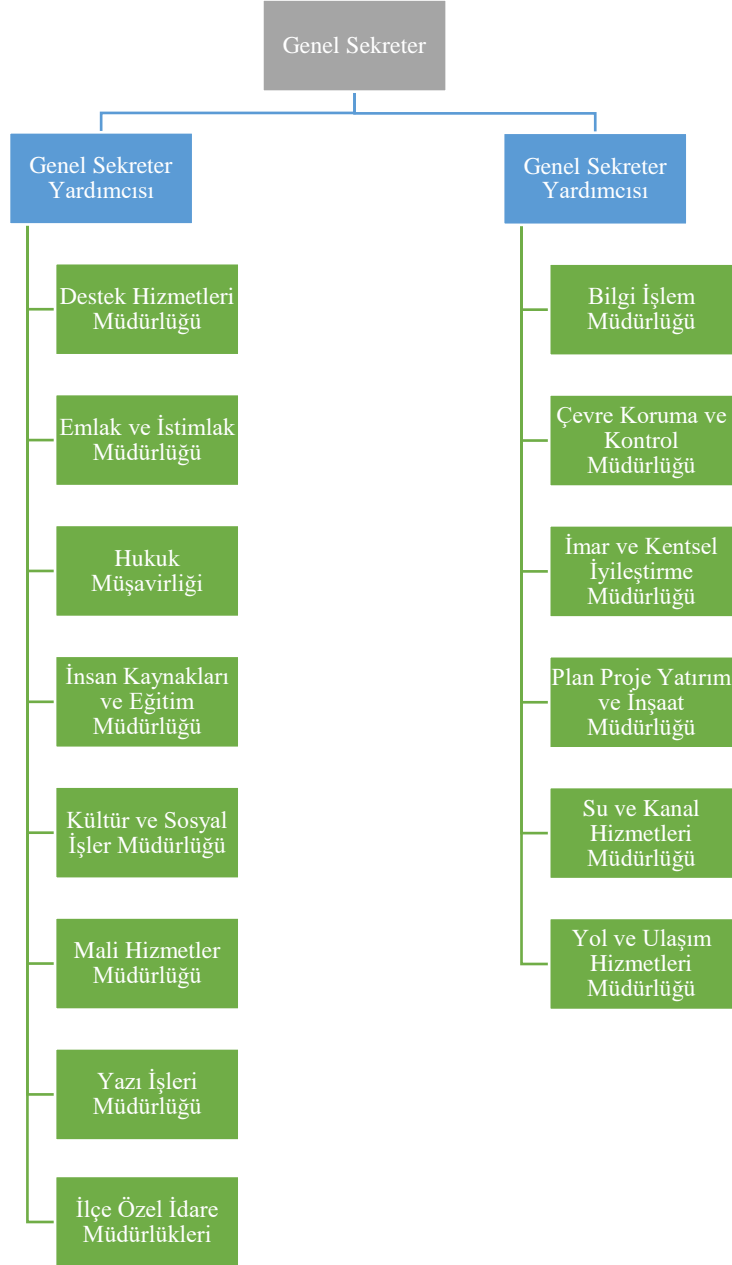 Genel Sekreter
Genel Sekreter
Yardımcısı
Destek Hizmetleri
Müdürlüğü
Emlak ve İstimlak
Müdürlüğü
Hukuk
Müşavirliği
İnsan Kaynakları
ve Eğitim
Müdürlüğü
Kültür ve Sosyal
İşler Müdürlüğü
Mali Hizmetler
Müdürlüğü
Yazı İşleri
Müdürlüğü
İlçe Özel İdare
Müdürlükleri
Genel Sekreter
Yardımcısı
Bilgi İşlem
Müdürlüğü
Çevre Koruma ve
Kontrol
Müdürlüğü
İmar ve Kentsel
İyileştirme
Müdürlüğü
Plan Proje Yatırım
ve İnşaat
Müdürlüğü
Su ve Kanal
Hizmetleri
Müdürlüğü
Yol ve Ulaşım
Hizmetleri
Müdürlüğü